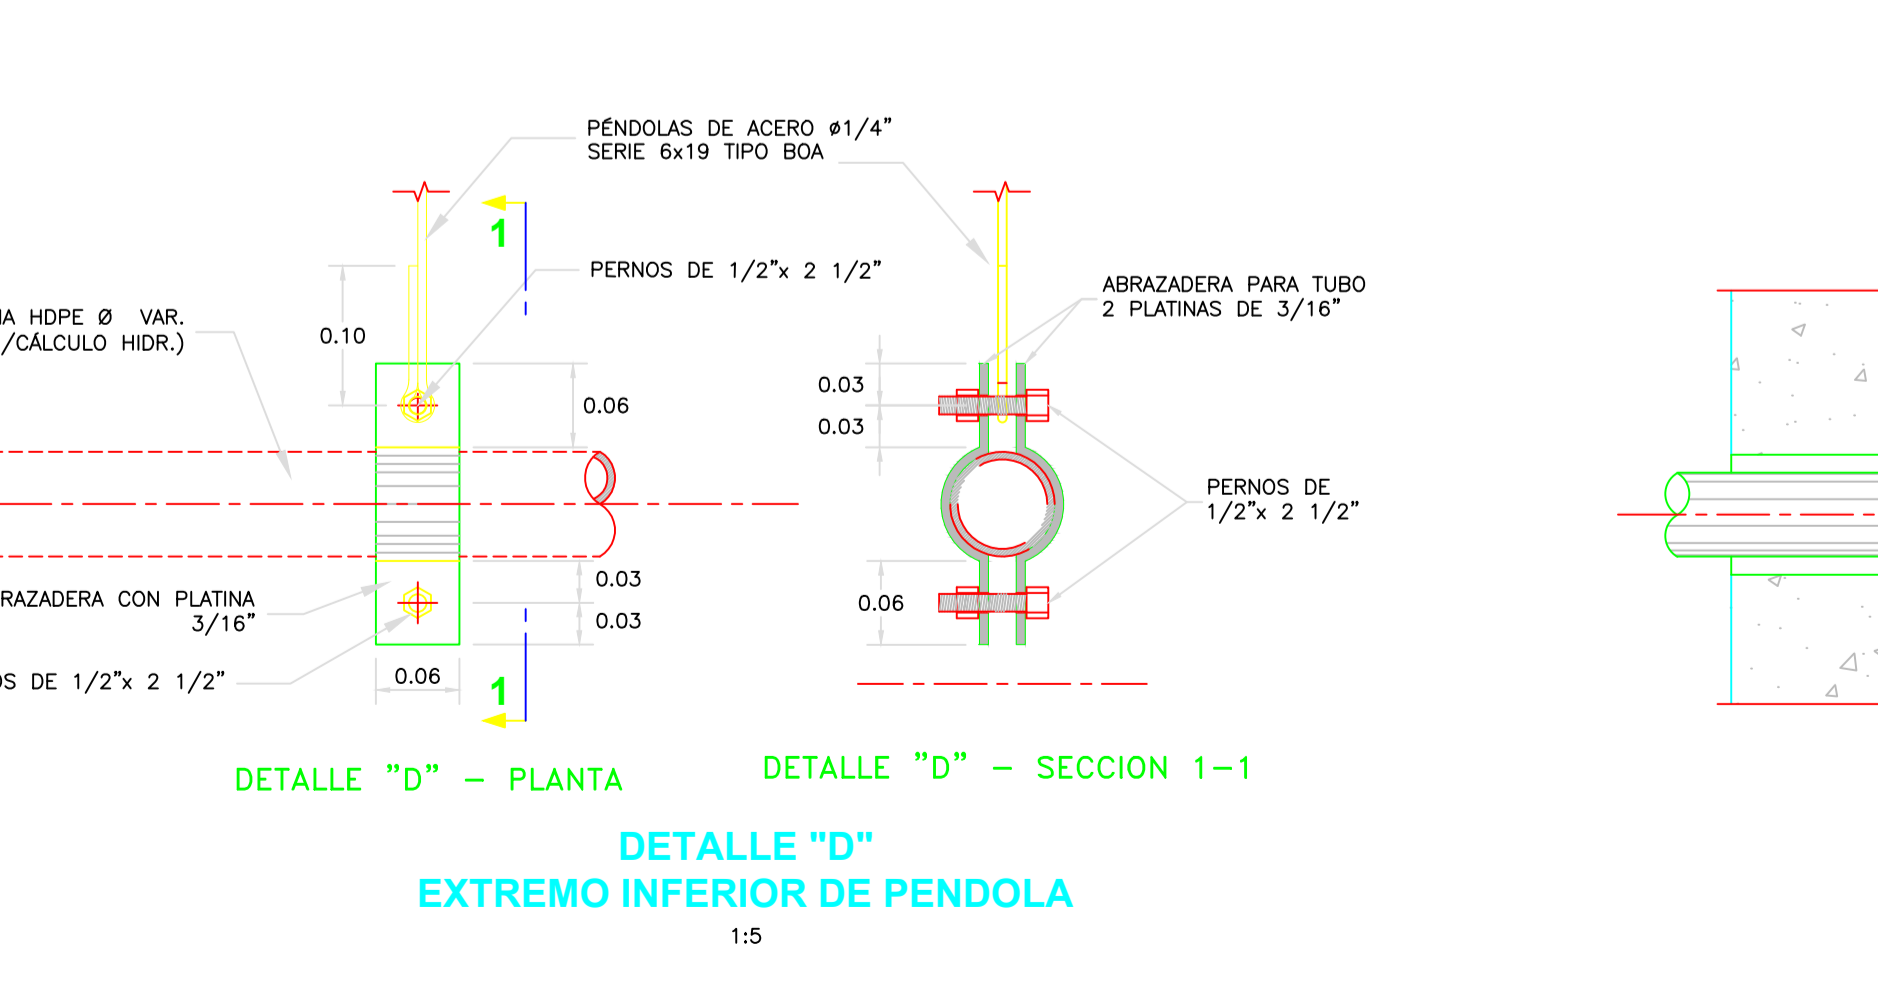 PÉNDOLAS DE ACERO ø1/4”
SERIE 6x19 TIPO BOA
1
PERNOS DE 1/2”x 2 1/2”
ABRAZADERA PARA TUBO
2 PLATINAS DE 3/16”
HDPE Ø VAR.
/CÁLCULO HIDR.)
0.10
0.06
0.03
0.03
PERNOS DE
1/2”x 2 1/2”
0.03
0.03
0.06
RAZADERA CON PLATINA
3/16”
OS DE 1/2”x 2 1/2”
0.06
1
DETALLE ”D” – PLANTA
DETALLE ”D” – SECCION 1–1
DETALLE "D"
EXTREMO INFERIOR DE PENDOLA
1:5